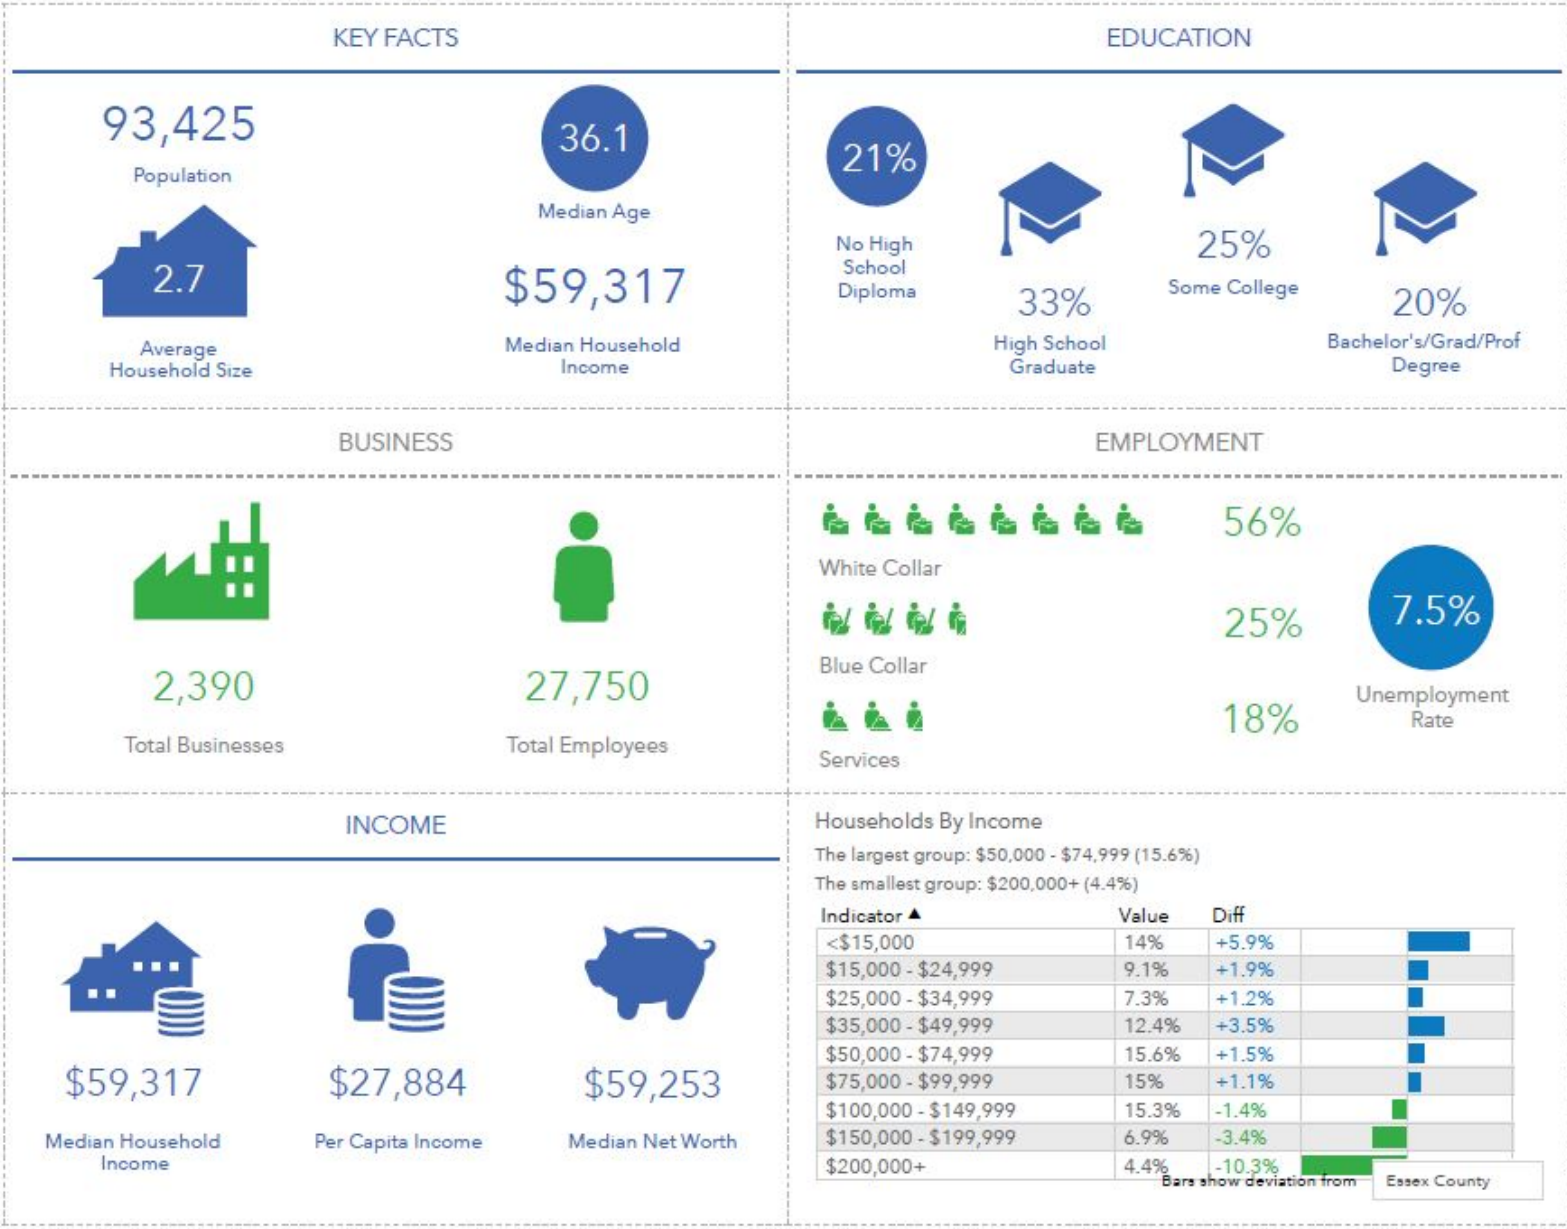 KEY FACTS
93,425
Population
36.1
Median Age
2.7
Average
Household Size
$59,317
Median Household
Income
EDUCATION
21%
No High
School
Diploma
33%
High School
Graduate
25%
Some College
20%
Bachelor's/Grad/Prof
Degree
BUSINESS
2,390
Total Businesses
27,750
Total Employees
EMPLOYMENT
56%
White Collar
25%
Blue Collar
18%
Services
7.5%
Unemployment
Rate
INCOME
$59,317
Median Household
Income
$27,884
Per Capita Income
$59,253
Median Net Worth
Households By Income
The largest group: $50,000 - $74,999 (15.6%)
The smallest group: $200,000+ (4.4%)
Indicator ▲ Value Diff
<$15,000 14% +5.9%
$15,000 - $24,999 9.1% +1.9%
$25,000 - $34,999 7.3% +1.2%
$35,000 - $49,999 12.4% +3.5%
$50,000 - $74,999 15.6% +1.5%
$75,000 - $99,999 15% +1.1%
$100,000 - $149,999 15.3% -1.4%
$150,000 - $199,999 6.9% -3.4%
$200,000+ 4.4% -10.3%
Bars show deviation from Essex County